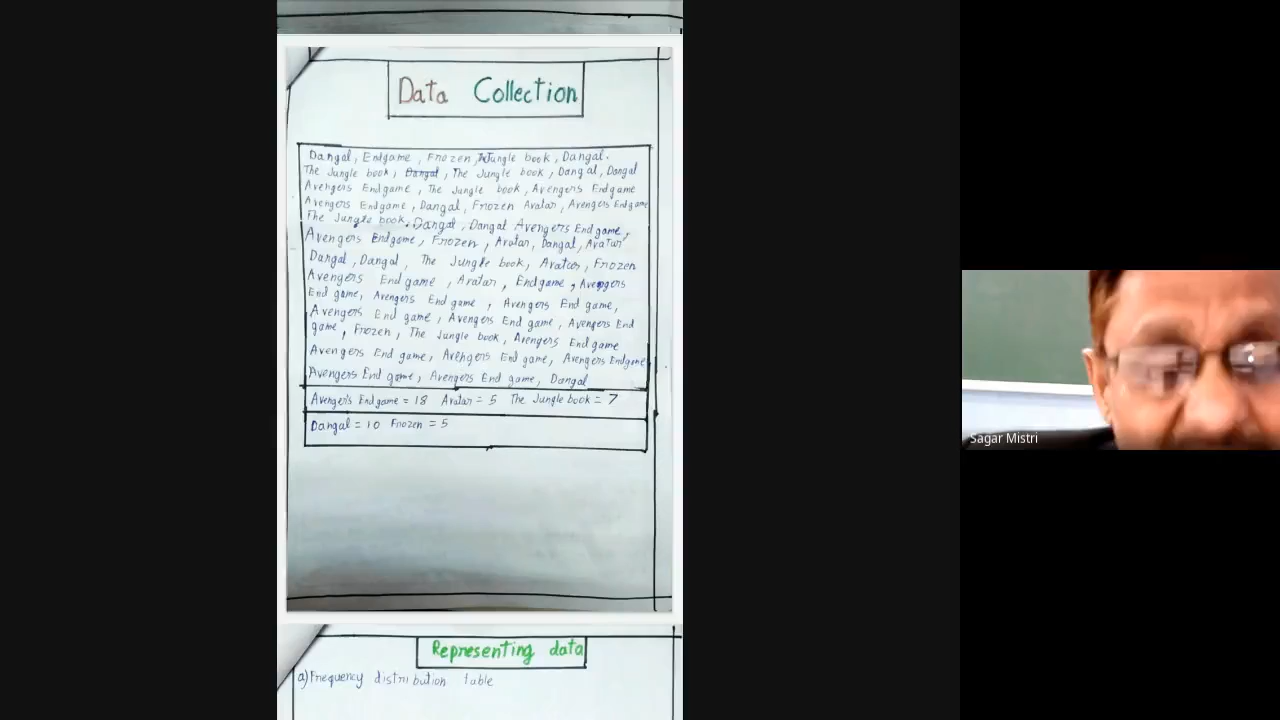 Data Collection
Dangal, Endgame, Frozen, Jungle book, Dangal.
The Jungle book, Dangal, The Jungle book, Dangal, Dangal
Avengers Endgame, The Jungle book, Avengers Endgame
Avengers Endgame, Dangal, Frozen Avatar, Avengers Endgame
The Jungle book, Dangal, Dangal Avengers Endgame,
Avengers Endgame, Frozen, Avatar, Dangal, Avatar
Dangal, Dangal, The Jungle book, Avatar, Frozen
Avengers End game, Avatar, Endgame, Avengers
End game, Avengers End game, Avengers End game,
Avengers End game, Avengers End game, Avengers End
game, Frozen, The Jungle book, Avengers End game
Avengers End game, Avengers End game, Avengers Endgame
Avengers End game, Avengers End game, Dangal
Avengers Endgame = 18 Avatar = 5 The Jungle book = 7
Dangal = 10 Frozen = 5
Representing data
a) Frequency distribution table
Sagar Mistri